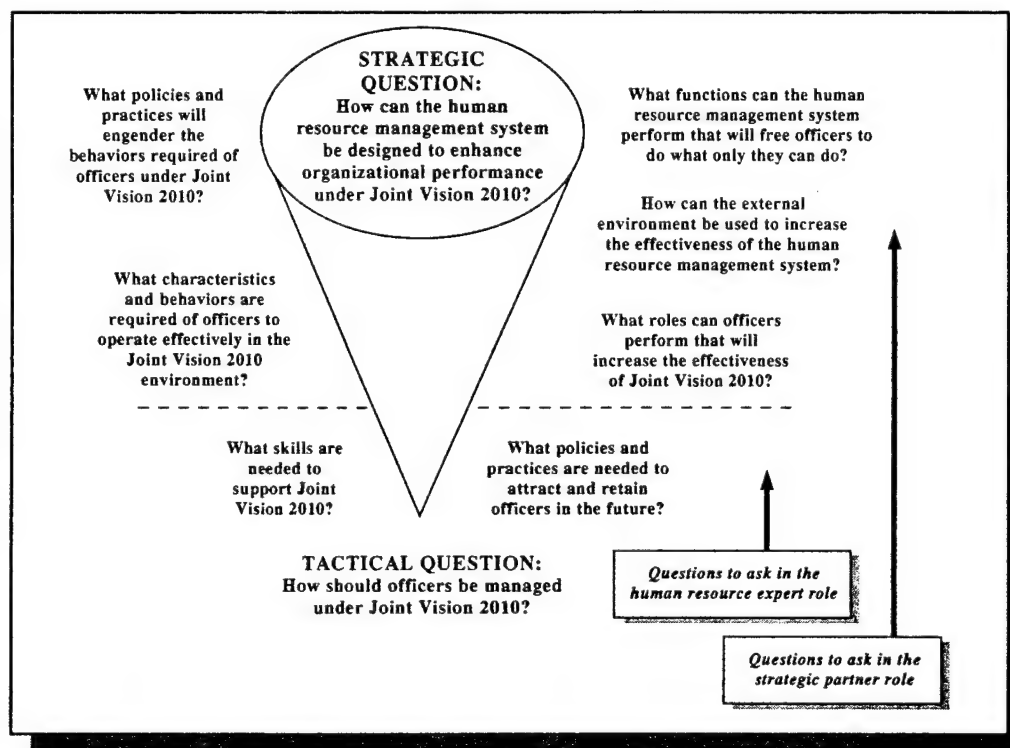 STRATEGIC
QUESTION:
How can the human
resource management system
be designed to enhance
organizational performance
under Joint Vision 2010?
What policies and
practices will
engender the
behaviors required of
officers under Joint
Vision 2010?
What functions can the human
resource management system
perform that will free officers to
do what only they can do?
How can the external
environment be used to increase
the effectiveness of the human
resource management system?
What characteristics
and behaviors are
required of officers to
operate effectively in the
Joint Vision 2010
environment?
What roles can officers
perform that will
increase the effectiveness
of Joint Vision 2010?
What skills are
needed to
support Joint
Vision 2010?
What policies and
practices are needed to
attract and retain
officers in the future?
TACTICAL QUESTION:
How should officers be managed
under Joint Vision 2010?
Questions to ask in the
human resource expert role
Questions to ask in the
strategic partner role